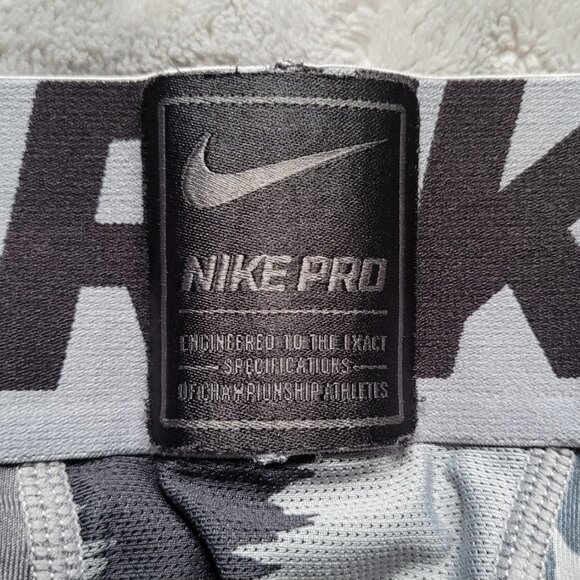 NIKE PRO
ENGINEERED TO THE EXACT
SPECIFICATIONS
OF CHAMPIONSHIP ATHLETES
K